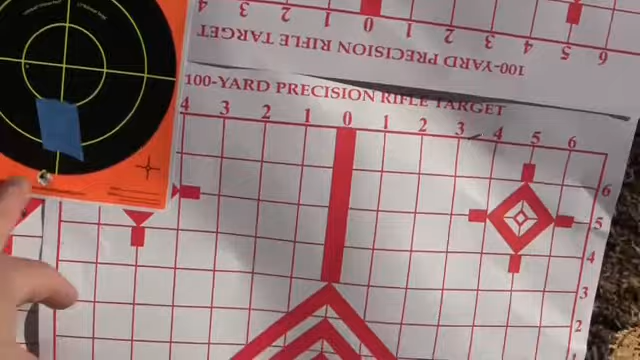 4 3 2 1 0 1 2 3 4 5 6
100-YARD PRECISION RIFLE TARGET
100-YARD PRECISION RIFLE TARGET
4 3 2 1 0 1 2 3 4 5 6
6
5
4
3
2
1